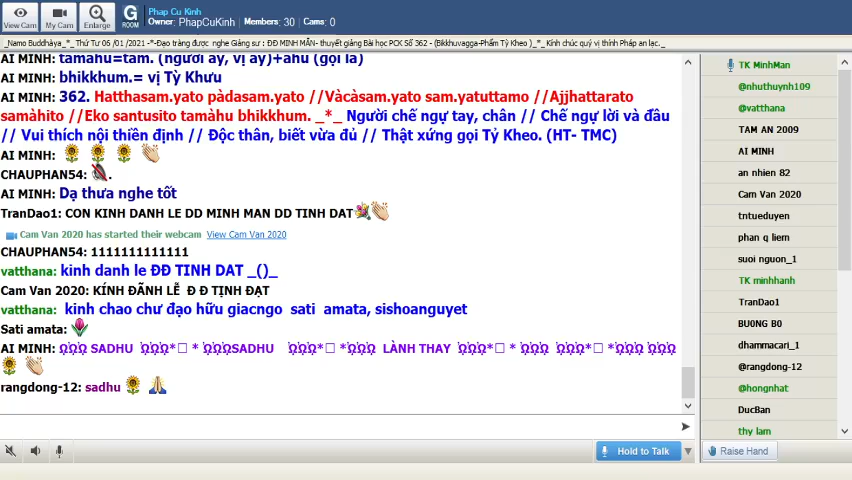 View Cam
My Cam
Enlarge
G
ROOM
Phap Cu Kinh
Owner: PhapCuKinh | Members: 30 | Cams: 0
_Namo Buddhàya_*_ Thứ Tư 06 /01 /2021 -*-Đạo tràng được nghe Giảng sư : ĐĐ MINH MẪN- thuyết giảng Bài học PCK Số 362 - (Bikkhuvagga-Phẩm Tỳ Kheo )_*_ Kính chúc quý vị thính Pháp an lạc._
AI MINH: tamàhu=tam. (người ấy, vị ấy)+àhu (gọi là)
AI MINH: bhikkhum.= vị Tỳ Khưu
AI MINH: 362. Hatthasam.yato pàdasam.yato //Vàcàsam.yato sam.yatuttamo //Ajjhattarato
samàhito //Eko santusito tamàhu bhikkhum. _*_ Người chế ngự tay, chân // Chế ngự lời và đầu
// Vui thích nội thiền định // Độc thân, biết vừa đủ // Thật xứng gọi Tỷ Kheo. (HT- TMC)
AI MINH:
CHAUPHAN54: .
AI MINH: Dạ thưa nghe tốt
TranDao1: CON KINH DANH LE DD MINH MAN DD TINH DAT
Cam Van 2020 has started their webcam View Cam Van 2020
CHAUPHAN54: 1111111111111
vatthana: kinh danh le ĐĐ TINH DAT _()_
Cam Van 2020: KÍNH ĐÃNH LỄ Đ Đ TỊNH ĐẠT
vatthana: kinh chao chư đạo hữu giacngo sati amata, sishoanguyet
Sati amata:
AI MINH: SADHU * * SADHU * * LÀNH THAY * * *
rangdong-12: sadhu
Hold to Talk
TK MinhMan
@nhuthuynh109
@vatthana
TAM AN 2009
AI MINH
an nhien 82
Cam Van 2020
tntueduyen
phan q liem
suoi nguon_1
TK minhhanh
TranDao1
BU0NG B0
dhammacari_1
@rangdong-12
@hongnhat
DucBan
thy lam
Raise Hand